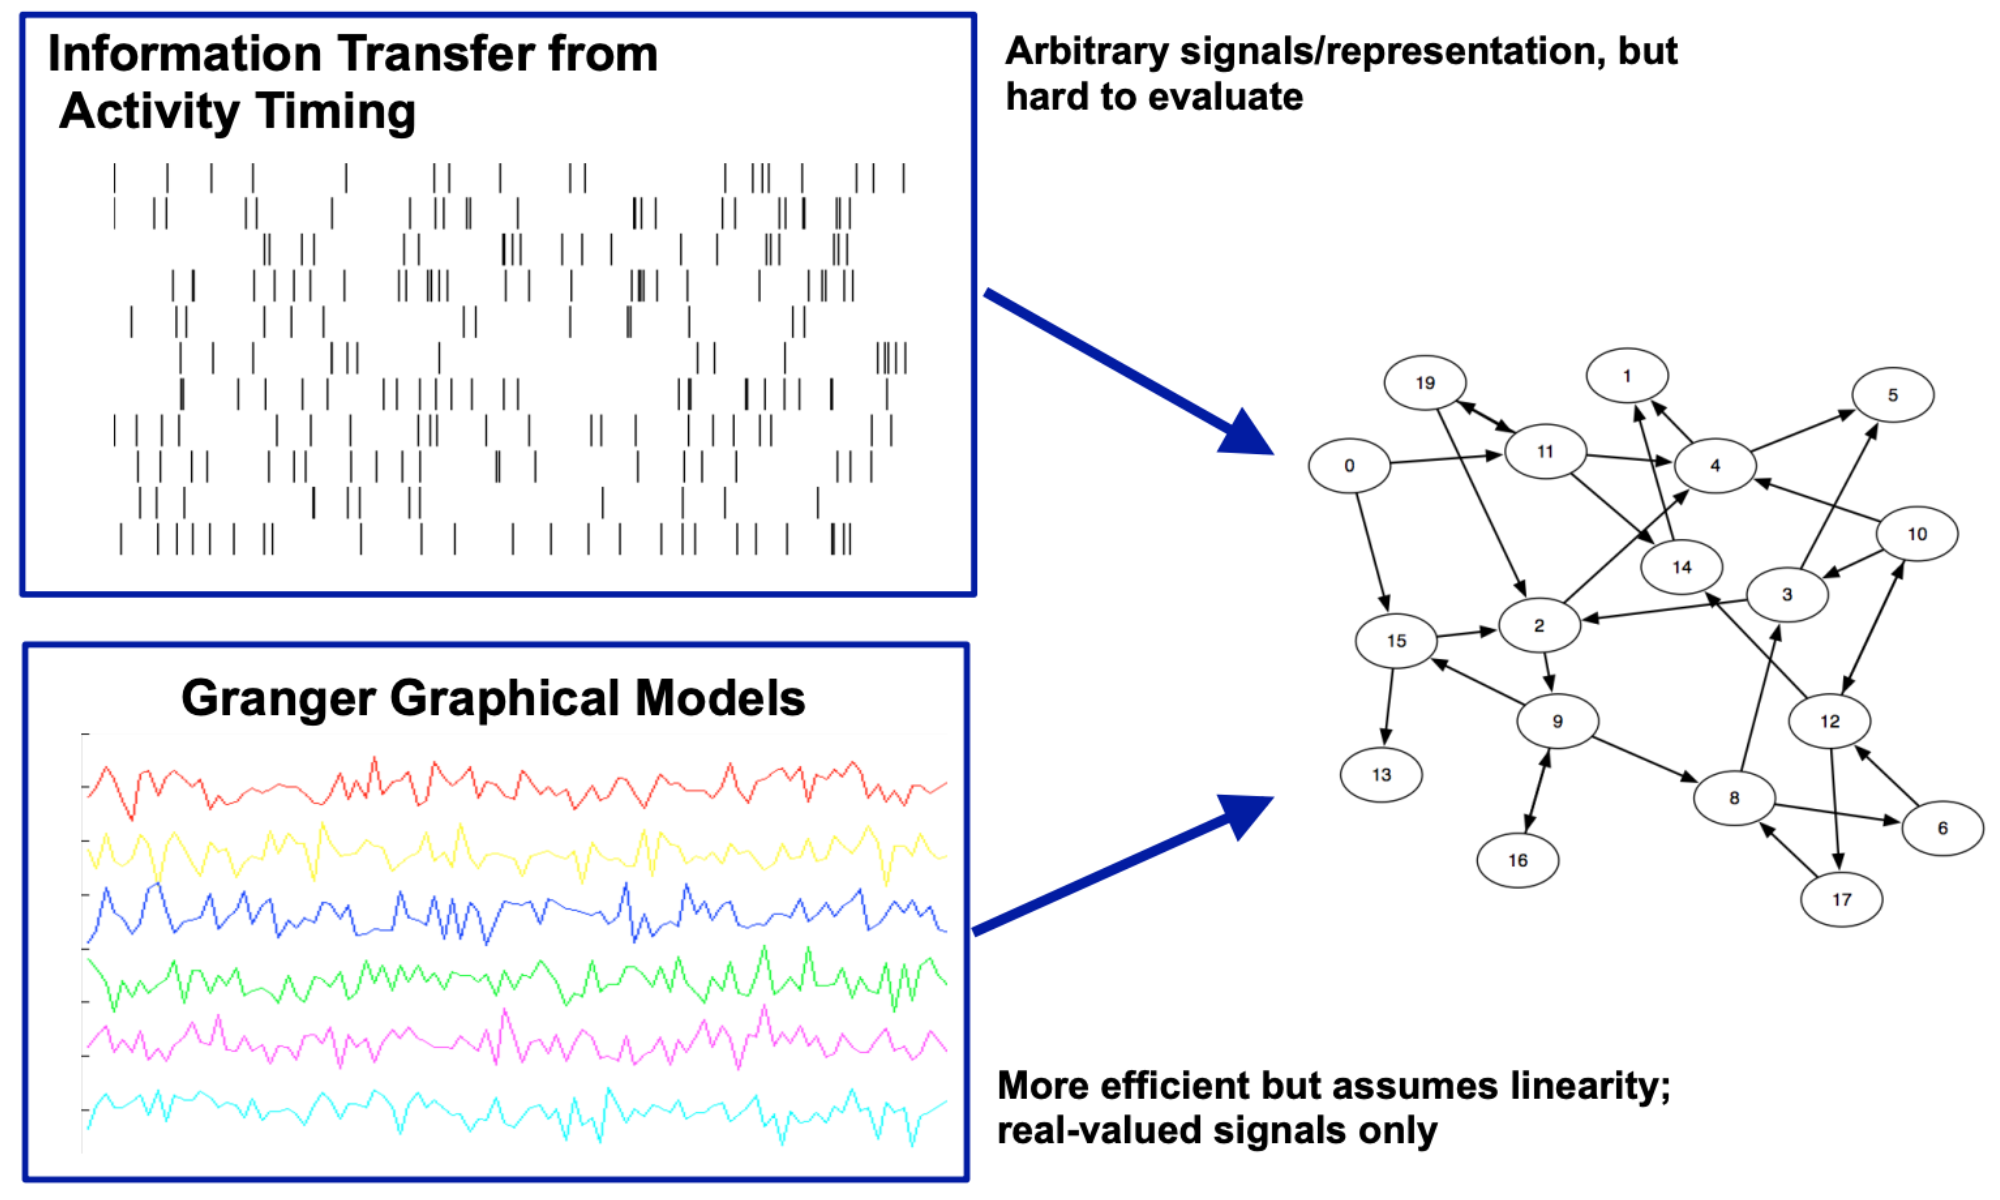 Information Transfer from
Activity Timing
Arbitrary signals/representation, but
hard to evaluate
Granger Graphical Models
More efficient but assumes linearity;
real-valued signals only
19
1
5
0
11
4
10
14
3
2
15
9
12
13
8
6
16
17